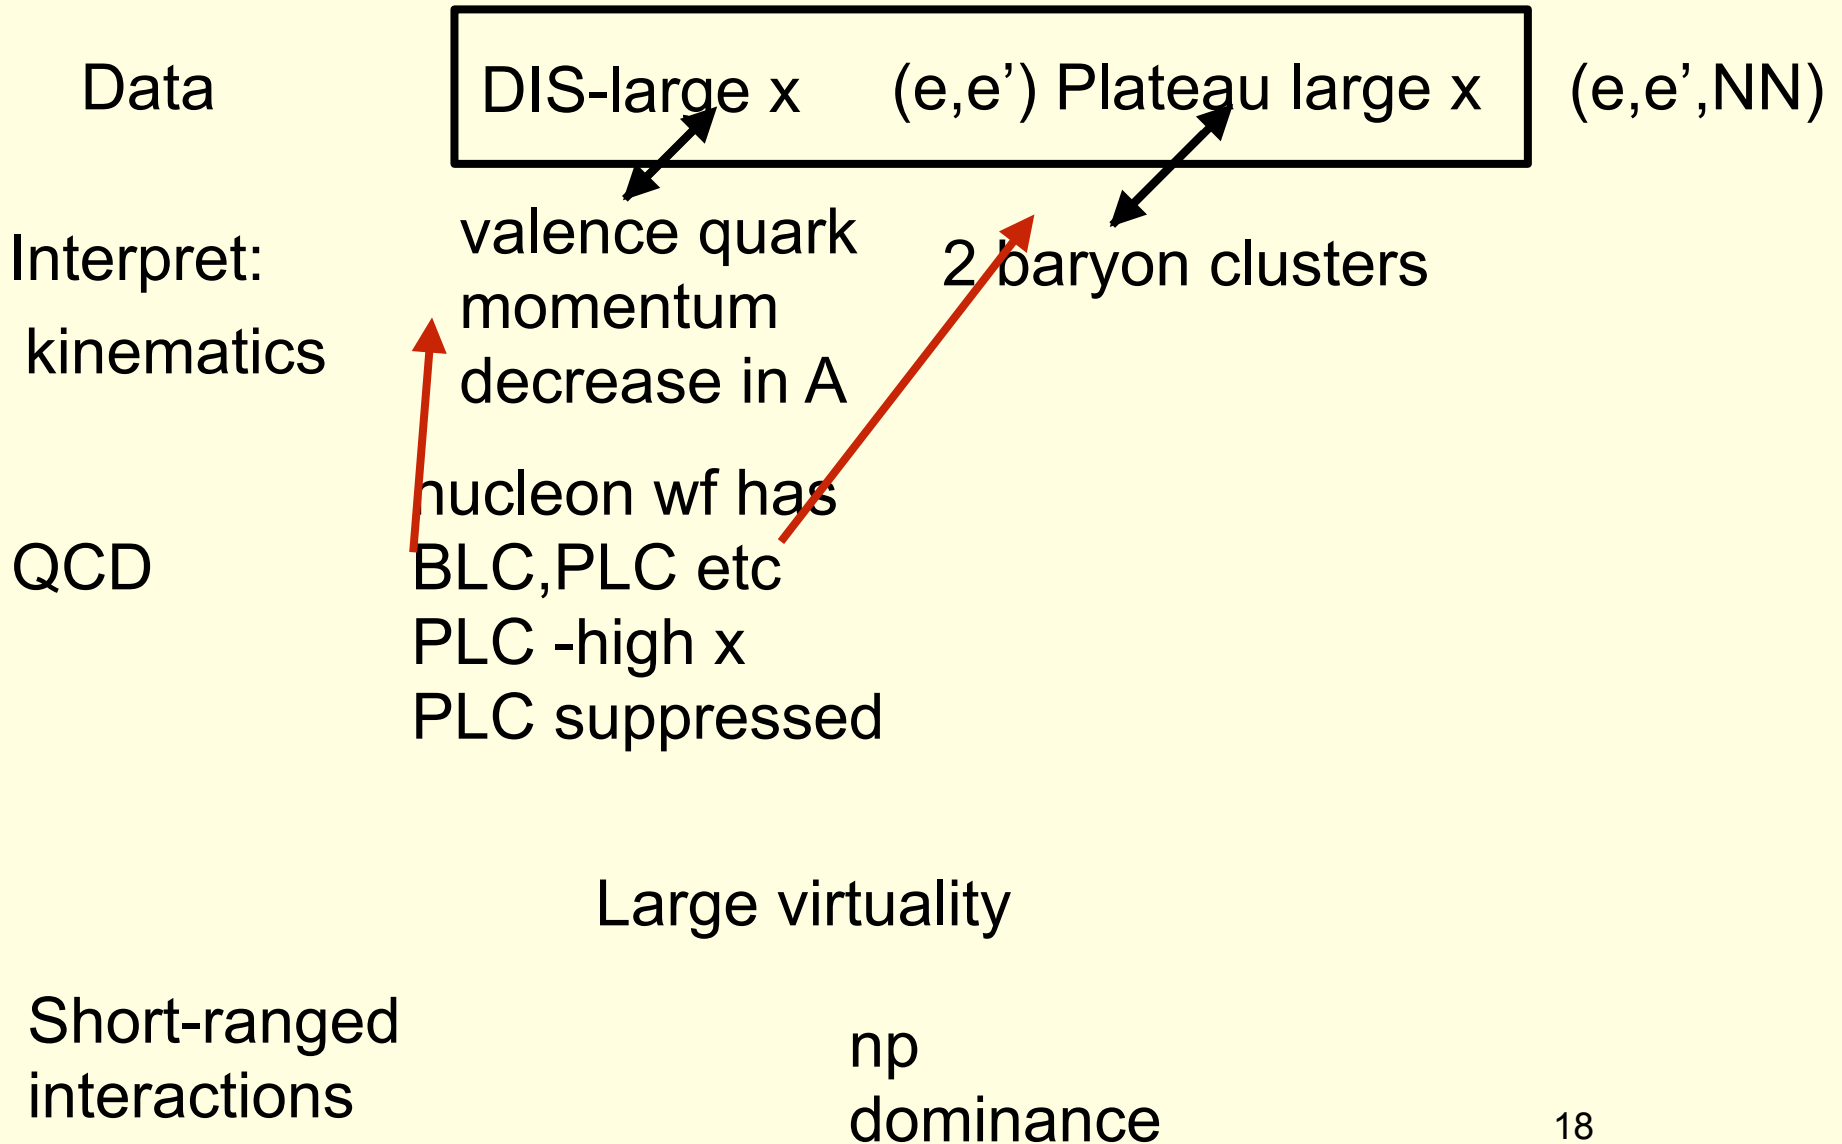 Data
DIS-large x
(e,e’) Plateau large x
(e,e’,NN)
Interpret:
kinematics
valence quark
momentum
decrease in A
2 baryon clusters
QCD
nucleon wf has
BLC,PLC etc
PLC -high x
PLC suppressed
Large virtuality
Short-ranged
interactions
np
dominance
18